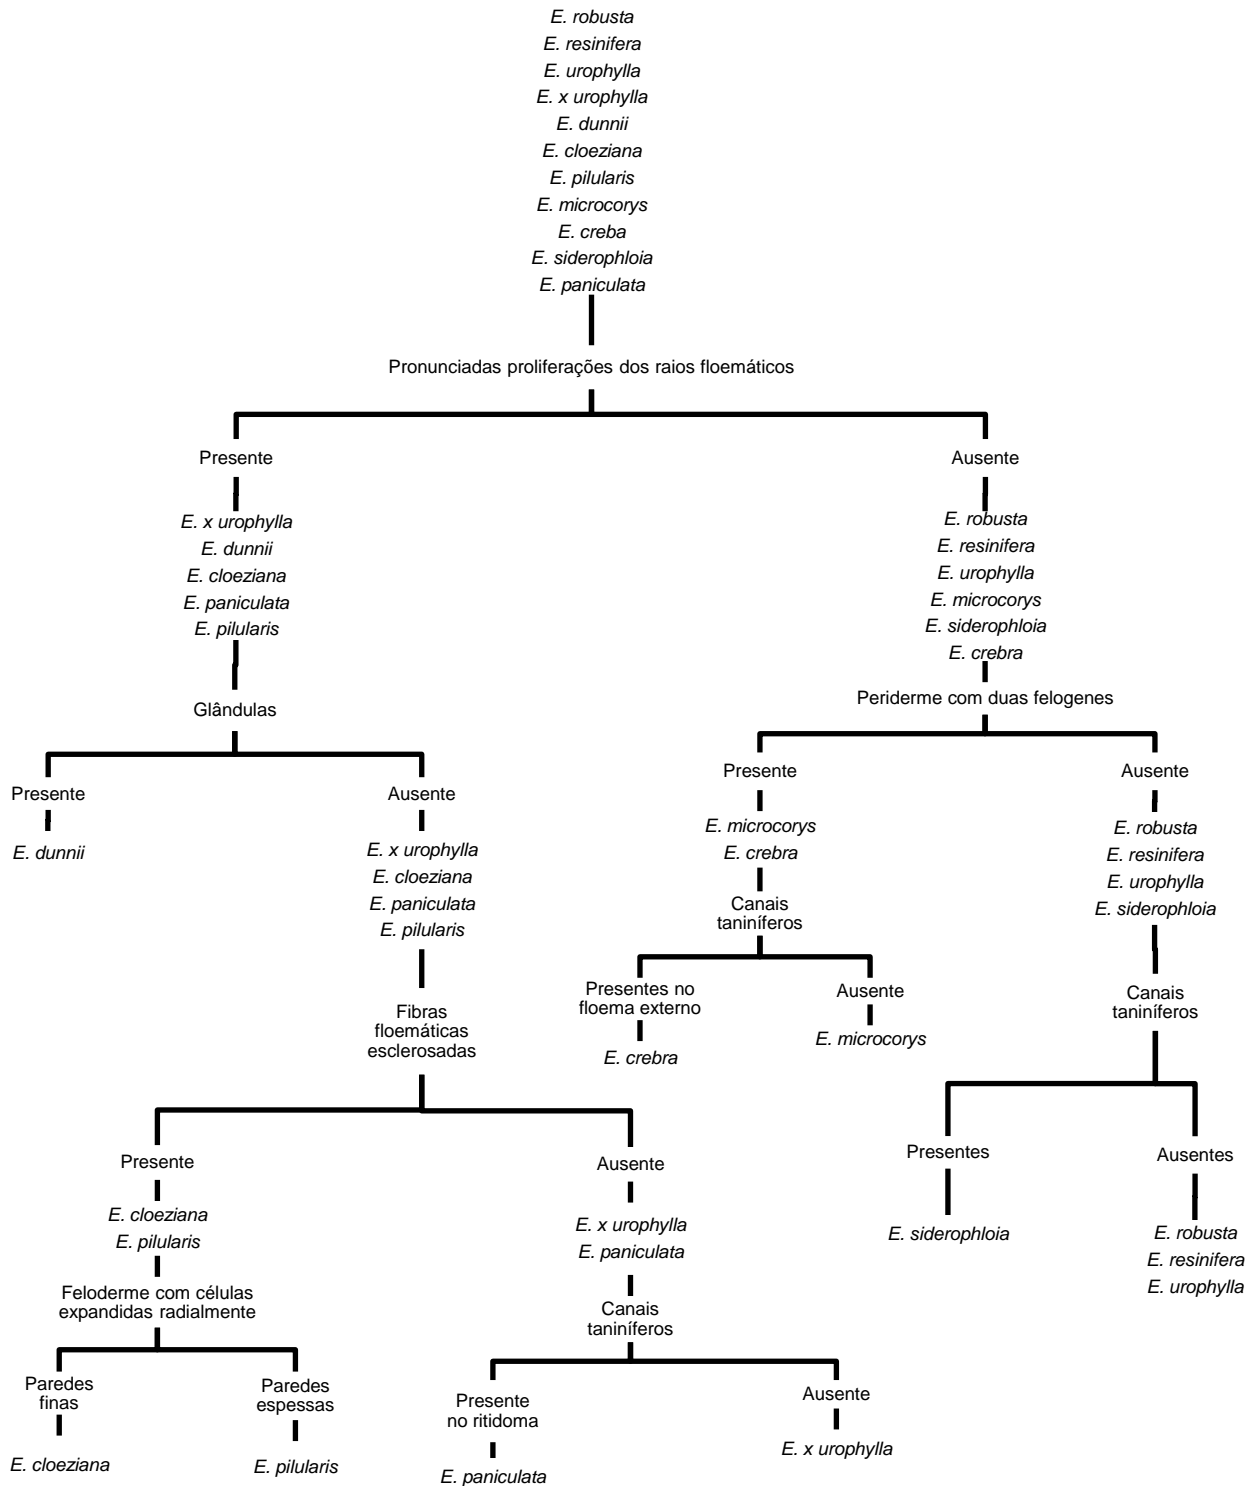 E. robusta
E. resinifera
E. urophylla
E. x urophylla
E. dunnii
E. cloeziana
E. pilularis
E. microcorys
E. creba
E. siderophloia
E. paniculata
Pronunciadas proliferações dos raios floemáticos
Presente
E. x urophylla
E. dunnii
E. cloeziana
E. paniculata
E. pilularis
Glândulas
Presente
E. dunnii
Ausente
E. x urophylla
E. cloeziana
E. paniculata
E. pilularis
Fibras
floemáticas
esclerosadas
Presente
E. cloeziana
E. pilularis
Feloderme com células
expandidas radialmente
Paredes
finas
E. cloeziana
Paredes
espessas
E. pilularis
Ausente
E. x urophylla
E. paniculata
Canais
taniníferos
Presente
no ritidoma
E. paniculata
Ausente
E. x urophylla
Ausente
E. robusta
E. resinifera
E. urophylla
E. microcorys
E. siderophloia
E. crebra
Periderme com duas felogenes
Presente
E. microcorys
E. crebra
Canais
taniníferos
Presentes no
floema externo
E. crebra
Ausente
E. microcorys
Ausente
E. robusta
E. resinifera
E. urophylla
E. siderophloia
Canais
taniníferos
Presentes
E. siderophloia
Ausentes
E. robusta
E. resinifera
E. urophylla